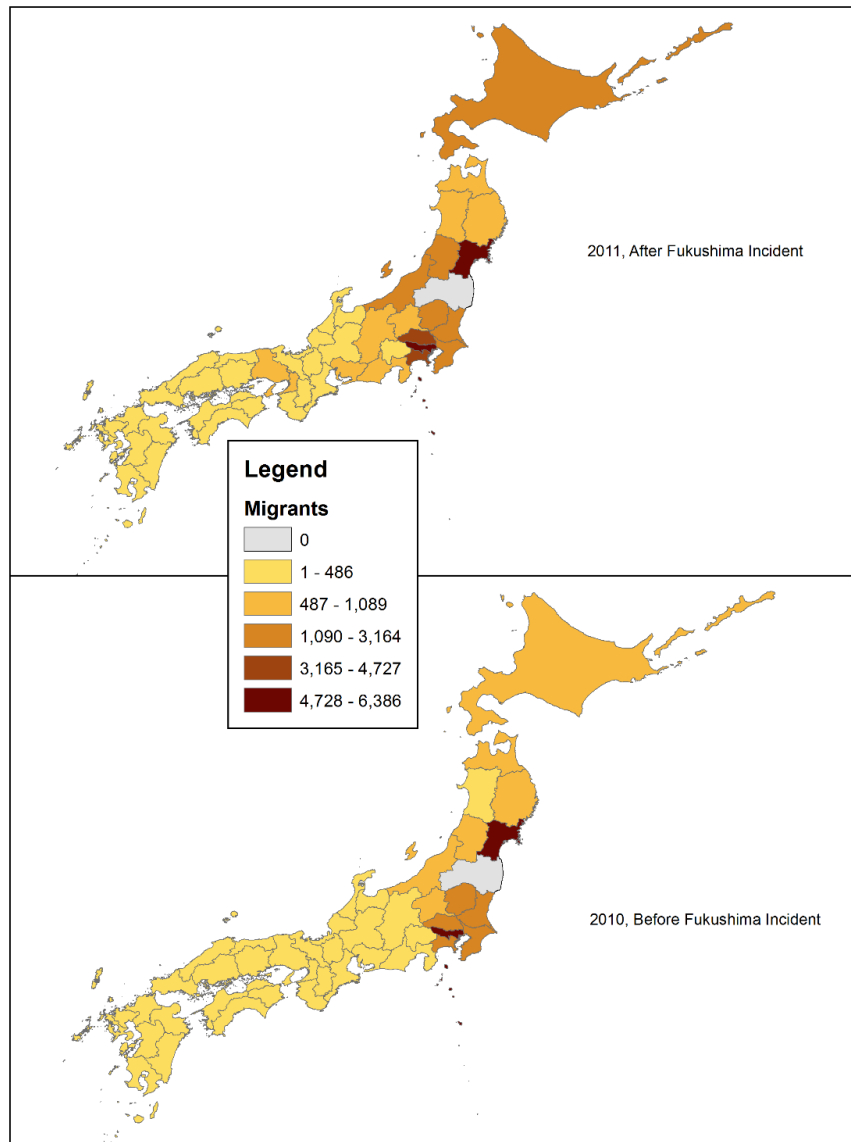 2011, After Fukushima Incident
Legend
Migrants
0
1 - 486
487 - 1,089
1,090 - 3,164
3,165 - 4,727
4,728 - 6,386
2010, Before Fukushima Incident